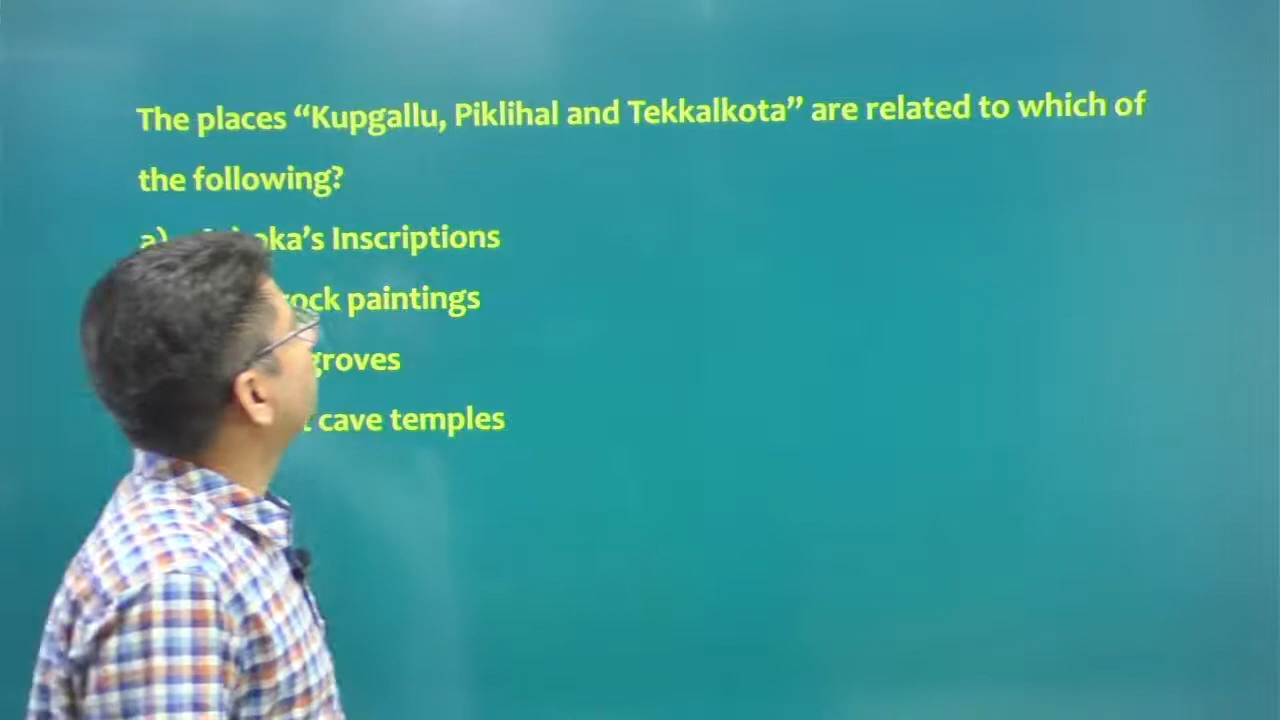 The places “Kupgallu, Piklihal and Tekkalkota” are related to which of
the following?
a) Inscriptions
rock paintings
groves
cave temples